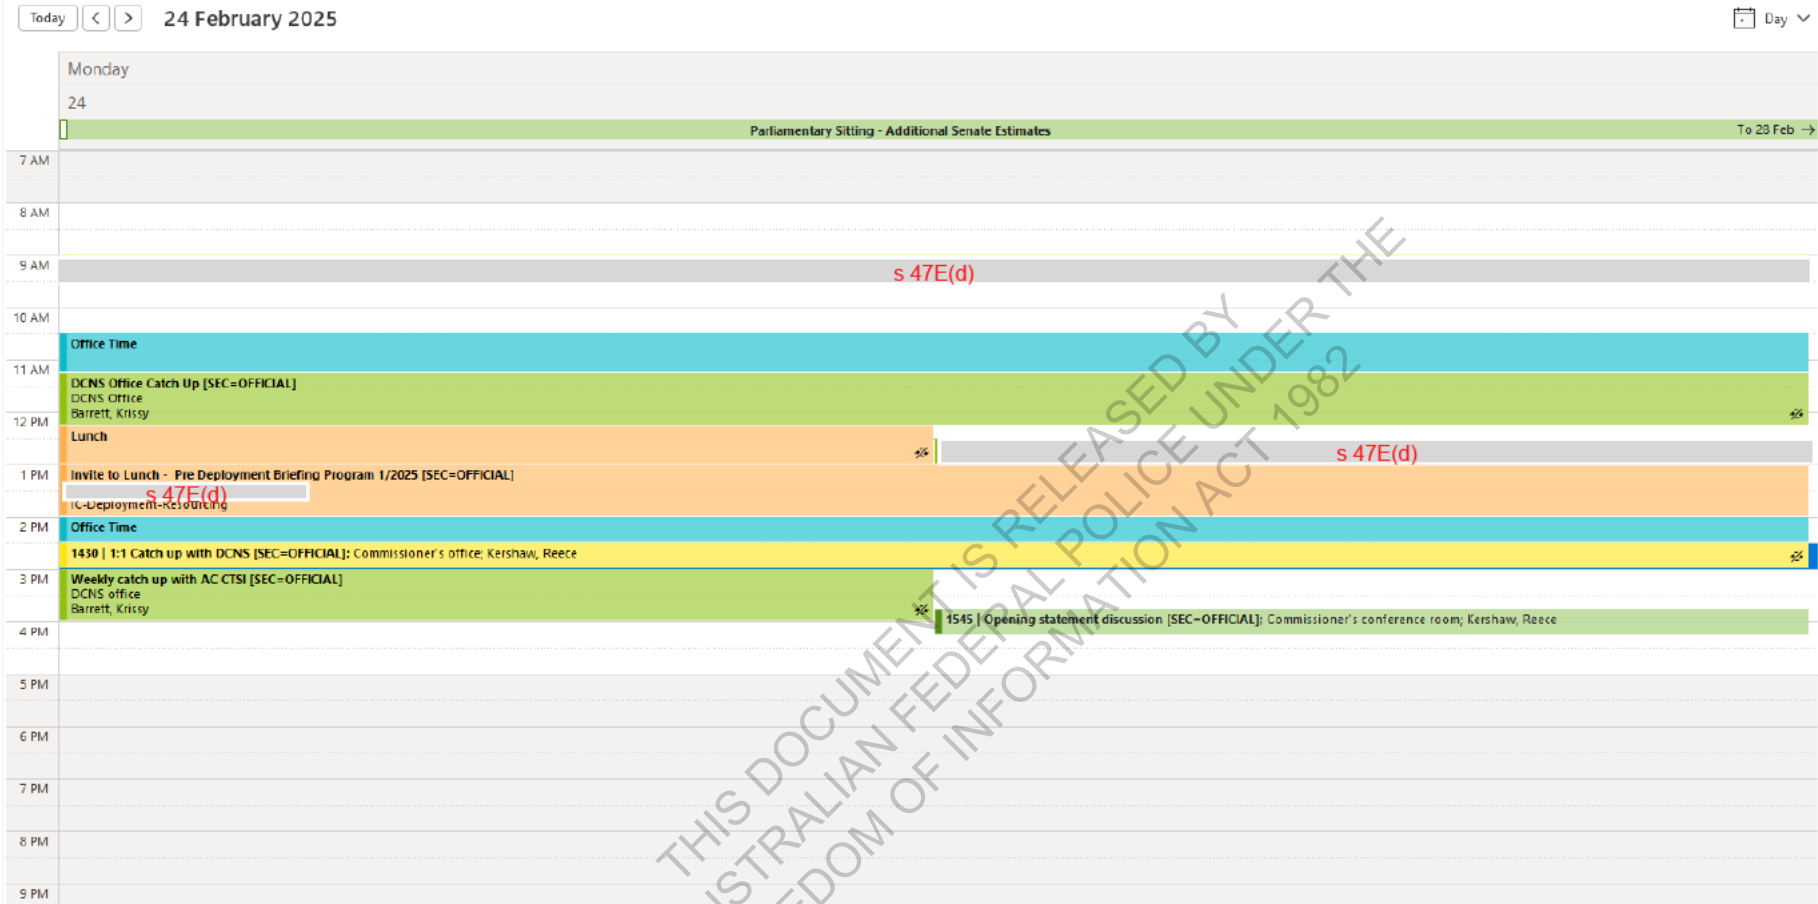 Today < > 24 February 2025 Day
Monday
24
Parliamentary Sitting - Additional Senate Estimates To 28 Feb →
7 AM
8 AM
9 AM
s 47E(d)
10 AM
Office Time
11 AM
DCNS Office Catch Up [SEC=OFFICIAL]
DCNS Office
Barrett, Krissy
12 PM
Lunch
s 47E(d)
1 PM
Invite to Lunch - Pre Deployment Briefing Program 1/2025 [SEC=OFFICIAL]
s 47E(d)
IC-Deployment-Resourcing
2 PM
Office Time
1430 | 1:1 Catch up with DCNS [SEC=OFFICIAL]; Commissioner's office; Kershaw, Reece
3 PM
Weekly catch up with AC CTSI [SEC=OFFICIAL]
DCNS office
Barrett, Krissy
1545 | Opening statement discussion [SEC=OFFICIAL]; Commissioner's conference room; Kershaw, Reece
4 PM
5 PM
6 PM
7 PM
8 PM
9 PM
THIS DOCUMENT IS RELEASED BY THE
AUSTRALIAN FEDERAL POLICE UNDER THE
FREEDOM OF INFORMATION ACT 1982